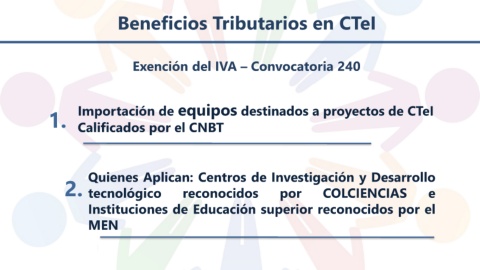 Beneficios Tributarios en CTeI
Exención del IVA – Convocatoria 240
1. Importación de equipos destinados a proyectos de CTeI
Calificados por el CNBT
2. Quienes Aplican: Centros de Investigación y Desarrollo
tecnológico reconocidos por COLCIENCIAS e
Instituciones de Educación superior reconocidos por el
MEN